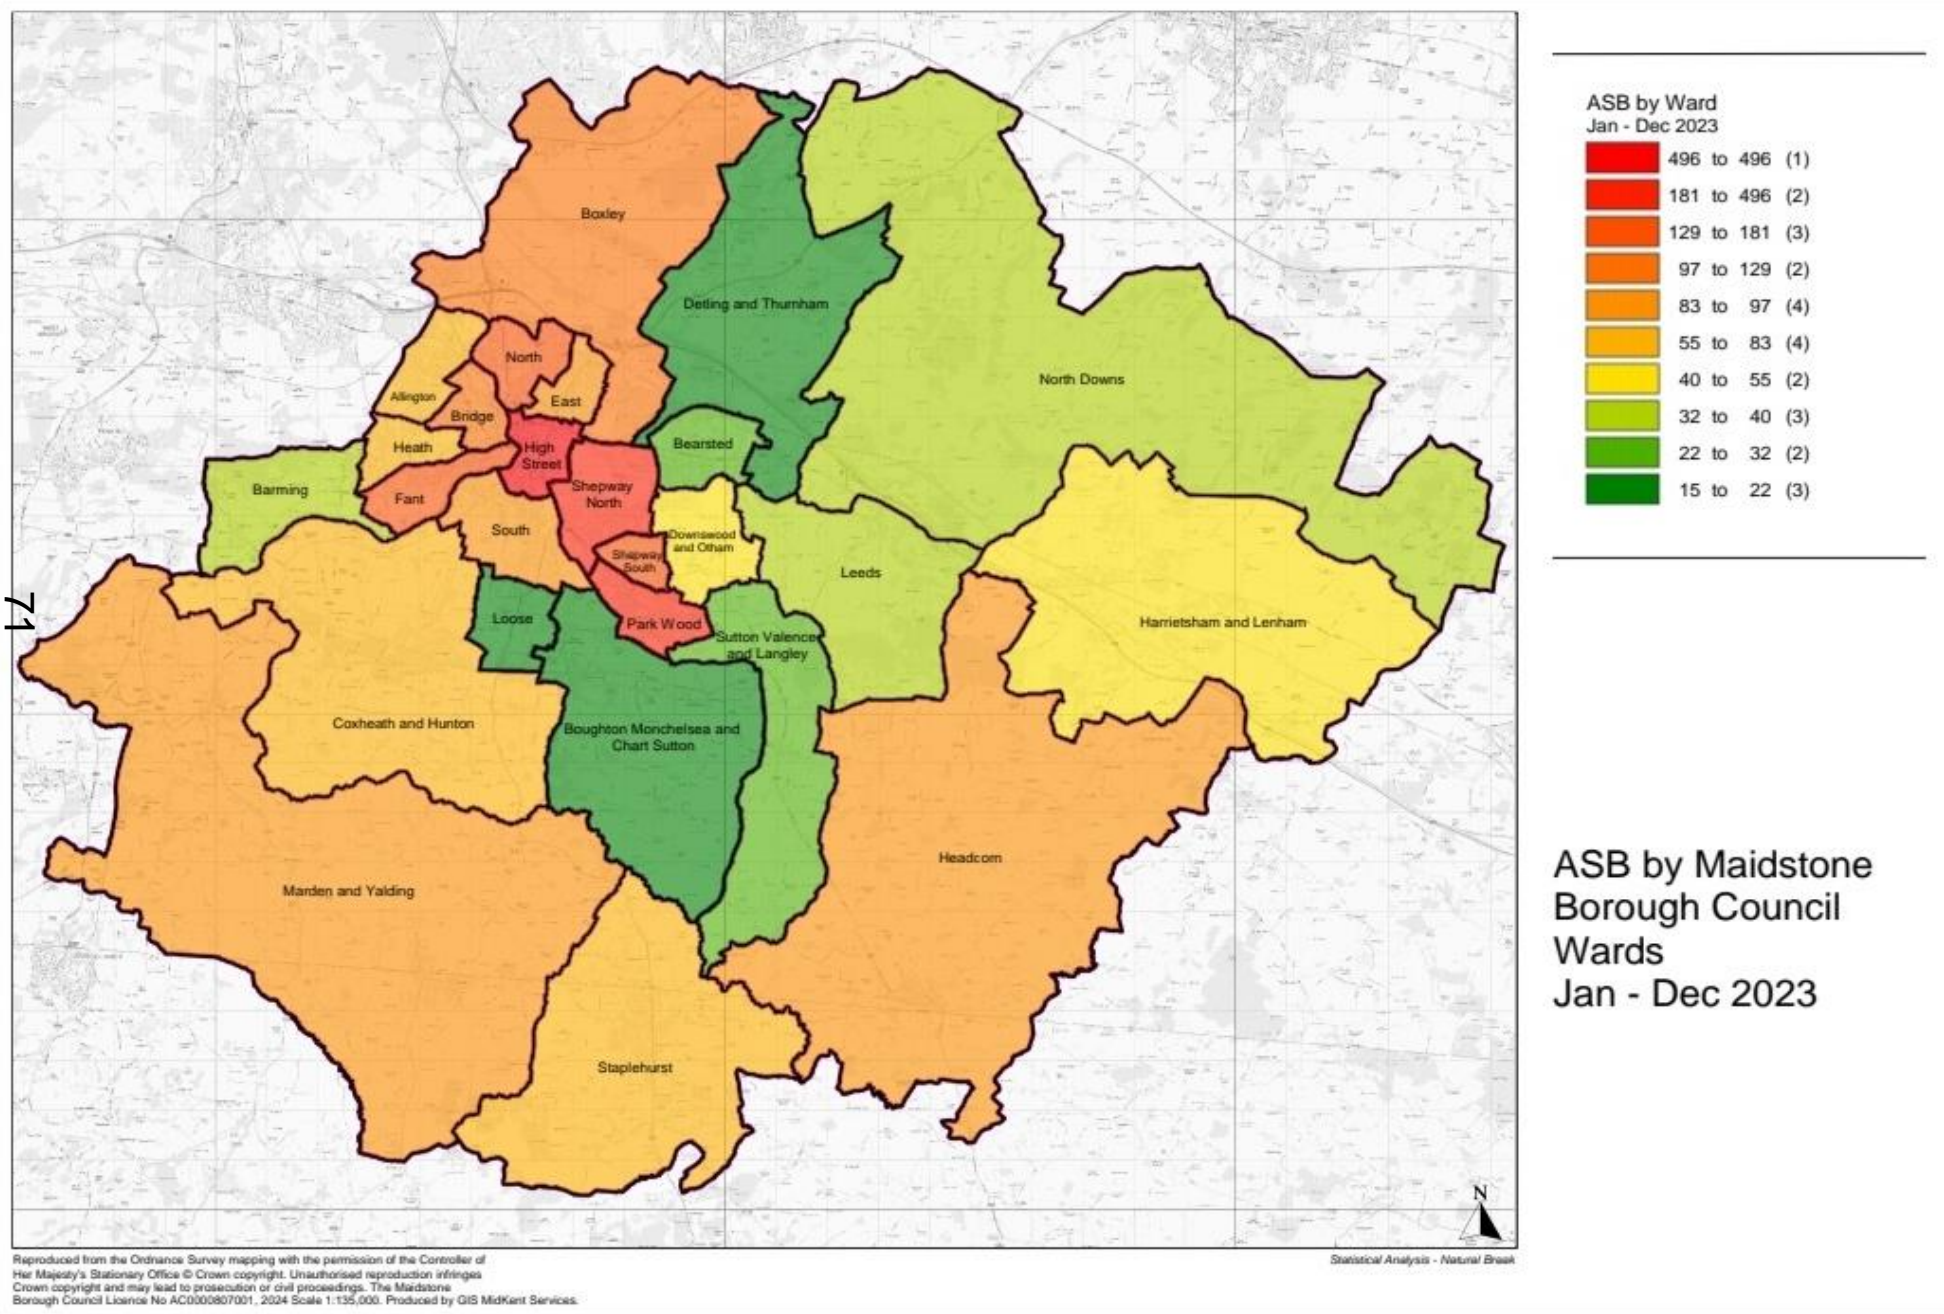 ASB by Ward
Jan - Dec 2023
496 to 496 (1)
181 to 496 (2)
129 to 181 (3)
97 to 129 (2)
83 to 97 (4)
55 to 83 (4)
40 to 55 (2)
32 to 40 (3)
22 to 32 (2)
15 to 22 (3)
Boxley
Detling and Thurnham
North
North Downs
Allington
East
Bridge
Heath
High
Street
Bearsted
Barming
Fant
Shepway
North
South
Downswood
and Otham
Shepway
South
Leeds
Loose
Park Wood
Harrietsham and Lenham
Sutton Valence
and Langley
Coxheath and Hunton
Boughton Monchelsea and
Chart Sutton
Headcorn
Marden and Yalding
Staplehurst
71
ASB by Maidstone
Borough Council
Wards
Jan - Dec 2023
N
Reproduced from the Ordnance Survey mapping with the permission of the Controller of
Her Majesty's Stationary Office © Crown copyright. Unauthorised reproduction infringes
Crown copyright and may lead to prosecution or civil proceedings. The Maidstone
Borough Council Licence No AC0000807001, 2024 Scale 1:135,000. Produced by GIS MidKent Services.
Statistical Analysis - Natural Break